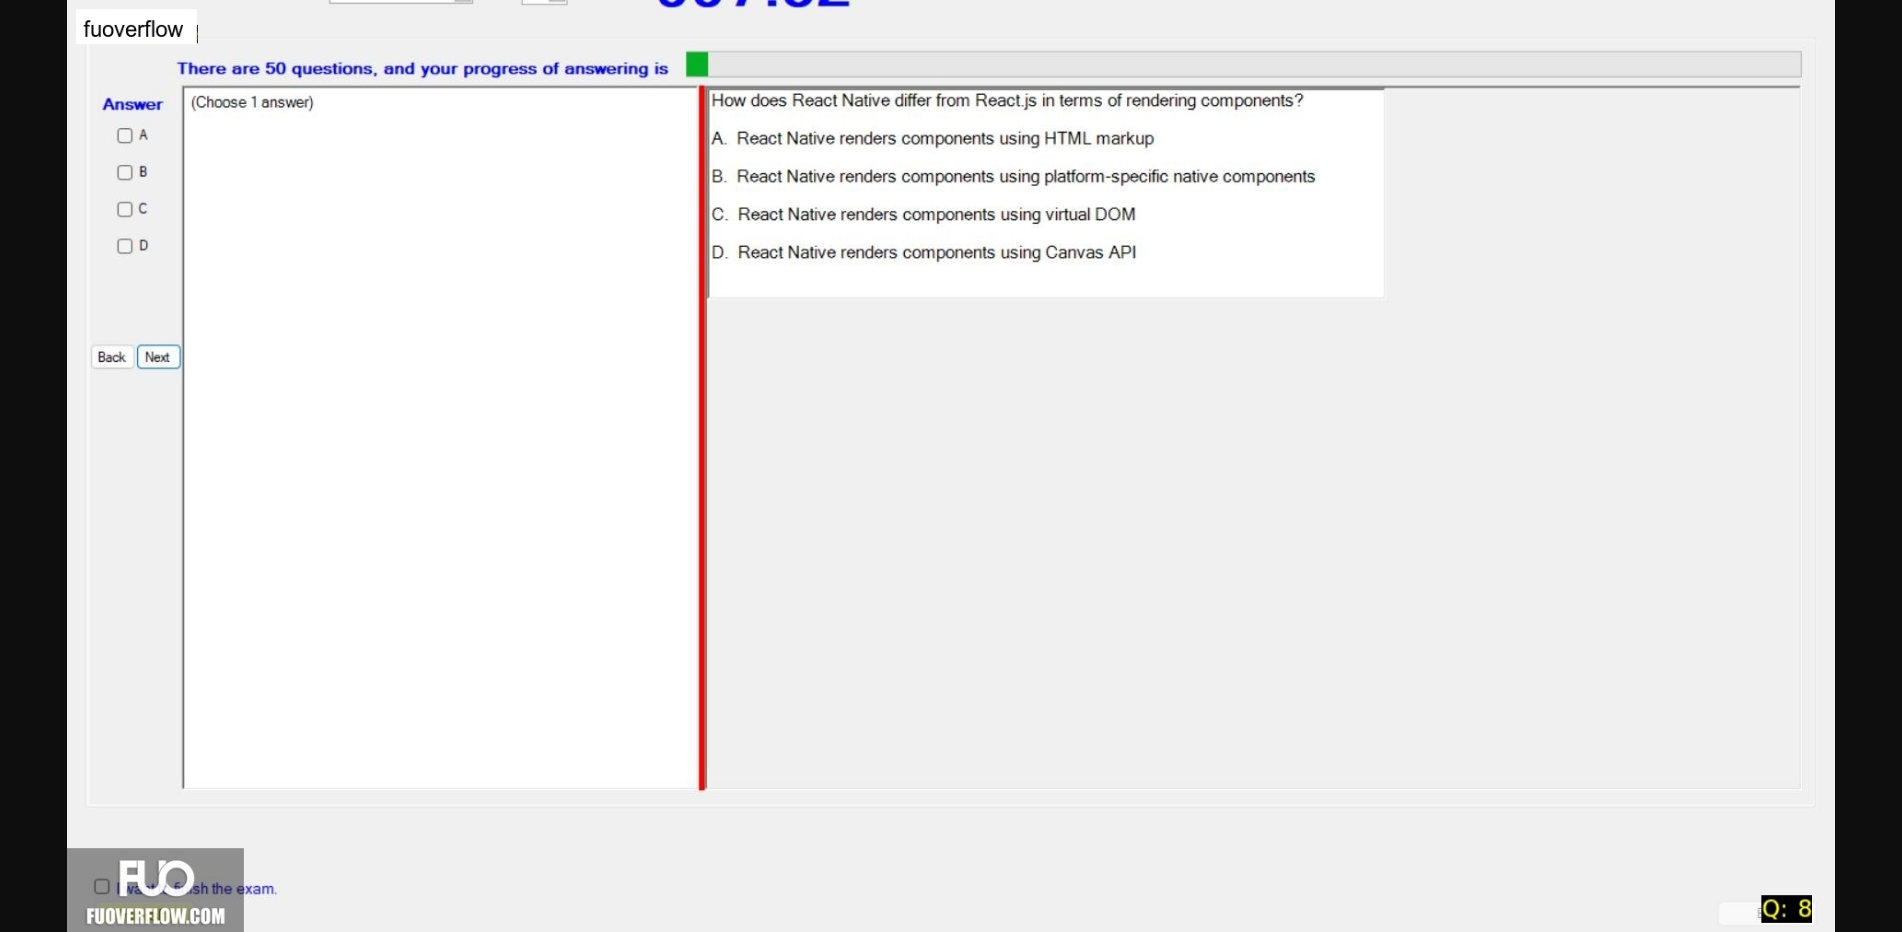 fuoverflow
There are 50 questions, and your progress of answering is
Answer
(Choose 1 answer)
A
B
C
D
Back Next
How does React Native differ from React.js in terms of rendering components?
A. React Native renders components using HTML markup
B. React Native renders components using platform-specific native components
C. React Native renders components using virtual DOM
D. React Native renders components using Canvas API
FUO
I want finish the exam.
FUOVERFLOW.COM
Q: 8